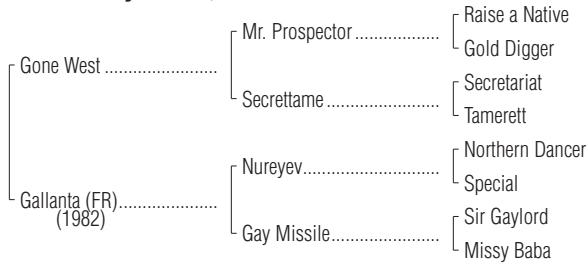 Raise a Native
Mr. Prospector ..................
Gold Digger
Gone West ........................
Secretariat
Secrettame ........................
Tamerett
Northern Dancer
Nureyev.............................
Special
Gallanta (FR).....................
(1982)
Sir Gaylord
Gay Missile.......................
Missy Baba